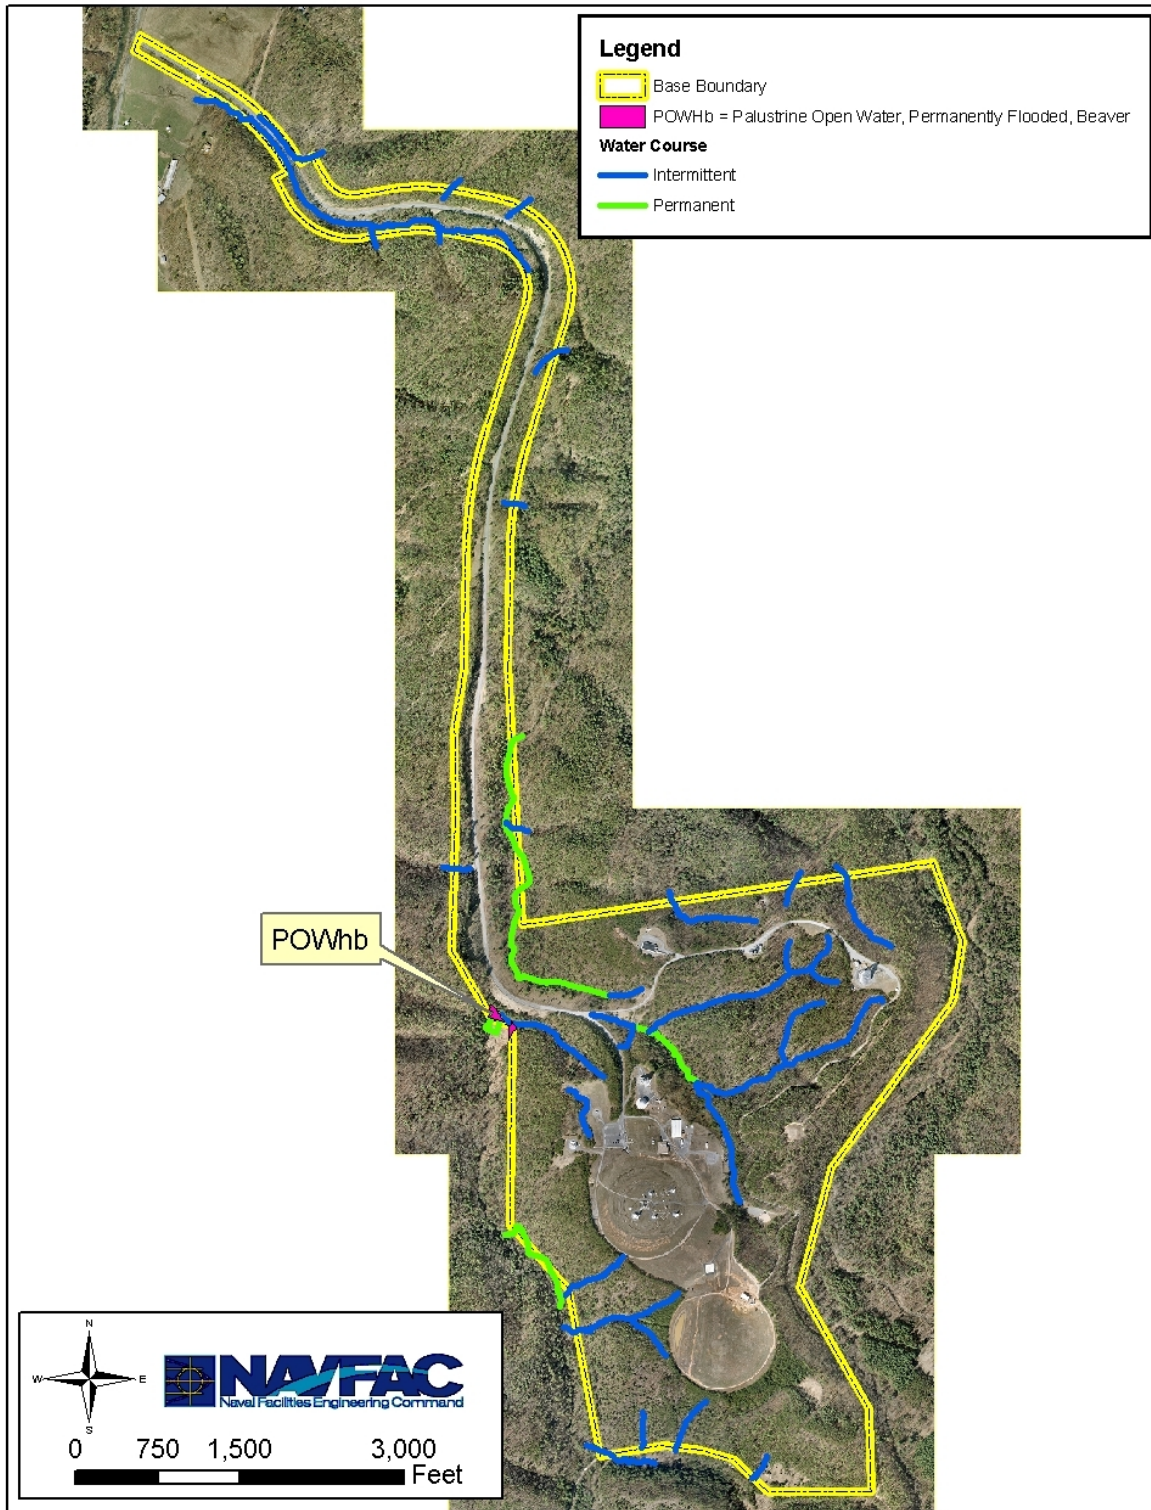 Legend
Base Boundary
POWHb = Palustrine Open Water, Permanently Flooded, Beaver
Water Course
Intermittent
Permanent
POWhb
N
W E
S
NAVFAC
Naval Facilities Engineering Command
0 750 1,500 3,000
Feet